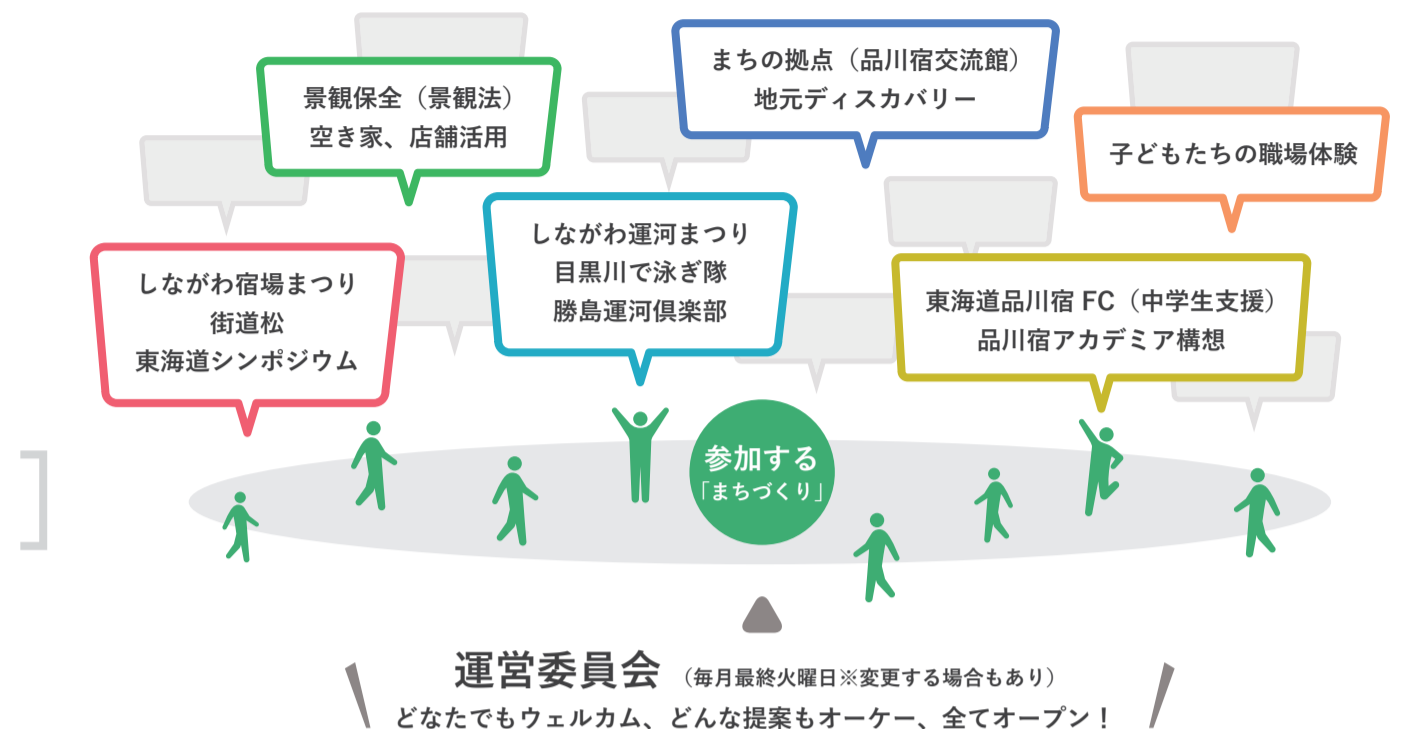 景観保全（景観法）
空き家、店舗活用
まちの拠点（品川宿交流館）
地元ディスカバリー
子どもたちの職場体験
しながわ宿場まつり
街道松
東海道シンポジウム
しながわ運河まつり
目黒川で泳ぎ隊
勝島運河倶楽部
東海道品川宿 FC（中学生支援）
品川宿アカデミア構想
参加する
「まちづくり」
運営委員会 （毎月最終火曜日※変更する場合もあり）
どなたでもウェルカム、どんな提案もオーケー、全てオープン！